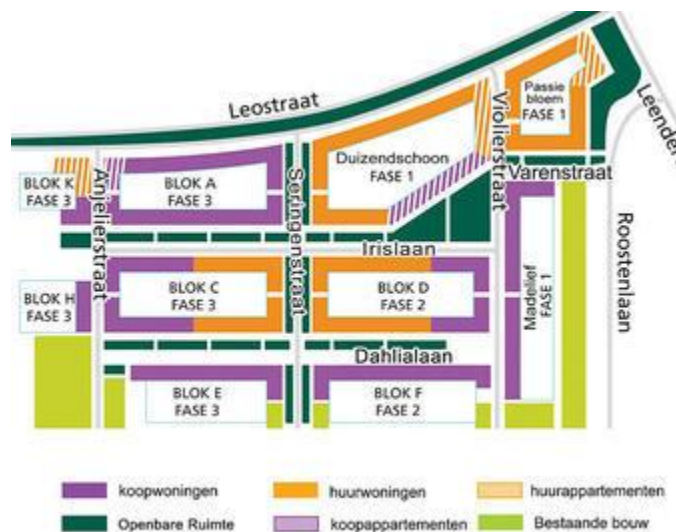 Leostraat
Violierstraat
Passie
bloem
FASE 1
Leender
Duizendschoon
FASE 1
Varenstraat
BLOK K
FASE 3
Anjelierstraat
BLOK A
FASE 3
Seringenstraat
Irislaan
Roostenlaan
BLOK H
FASE 3
BLOK C
FASE 3
BLOK D
FASE 2
Madelief
FASE 1
Dahlialaan
BLOK E
FASE 3
BLOK F
FASE 2
koopwoningen
huurwoningen
huurappartementen
Openbare Ruimte
koopappartementen
Bestaande bouw